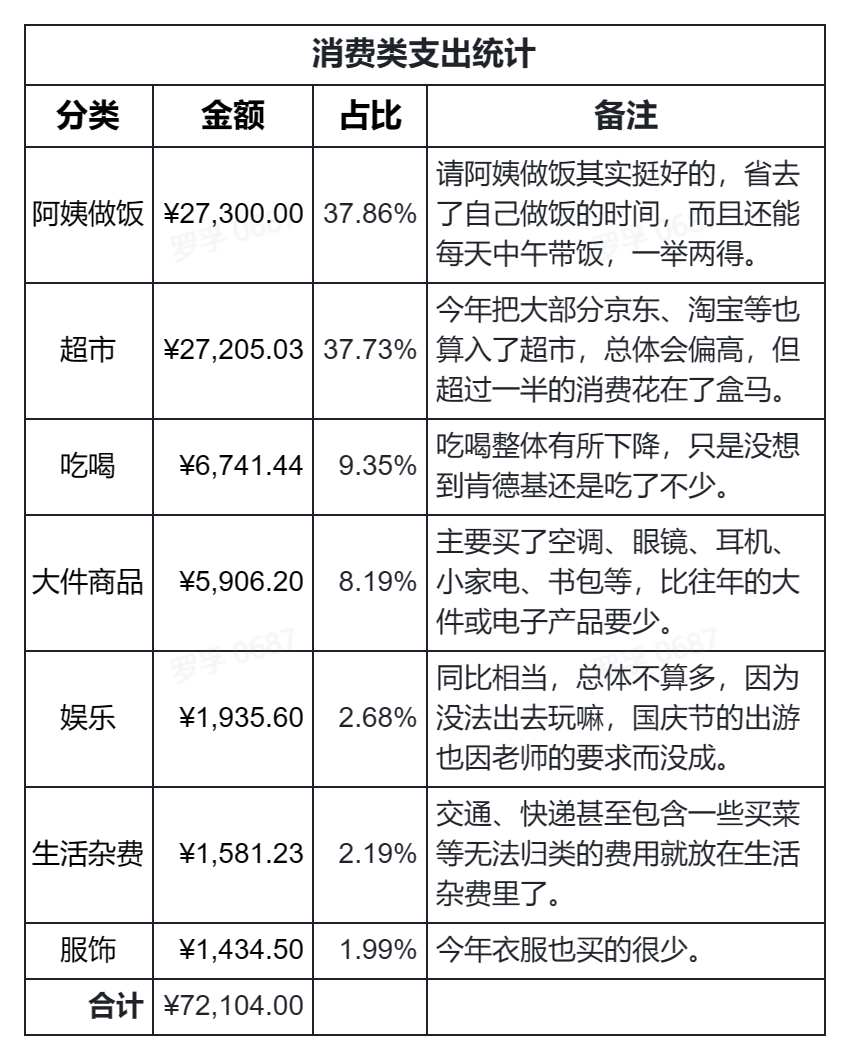 消费类支出统计
分类 金额 占比 备注
阿姨做饭 ¥27,300.00 37.86% 请阿姨做饭其实挺好的，省去
了自己做饭的时间，而且还能
每天中午带饭，一举两得。
超市 ¥27,205.03 37.73% 今年把大部分京东、淘宝等也
算入了超市，总体会偏高，但
超过一半的消费花在了盒马。
吃喝 ¥6,741.44 9.35% 吃喝整体有所下降，只是没想
到肯德基还是吃了不少。
大件商品 ¥5,906.20 8.19% 主要买了空调、眼镜、耳机、
小家电、书包等，比往年的大
件或电子产品要少。
娱乐 ¥1,935.60 2.68% 同比相当，总体不算多，因为
没法出去玩嘛，国庆节的出游
也因老师的要求而没成。
生活杂费 ¥1,581.23 2.19% 交通、快递甚至包含一些买菜
等无法归类的费用就放在生活
杂费里了。
服饰 ¥1,434.50 1.99% 今年衣服也买的很少。
合计 ¥72,104.00
罗孚 0687
罗孚 0687
罗孚 0687
罗孚 0687